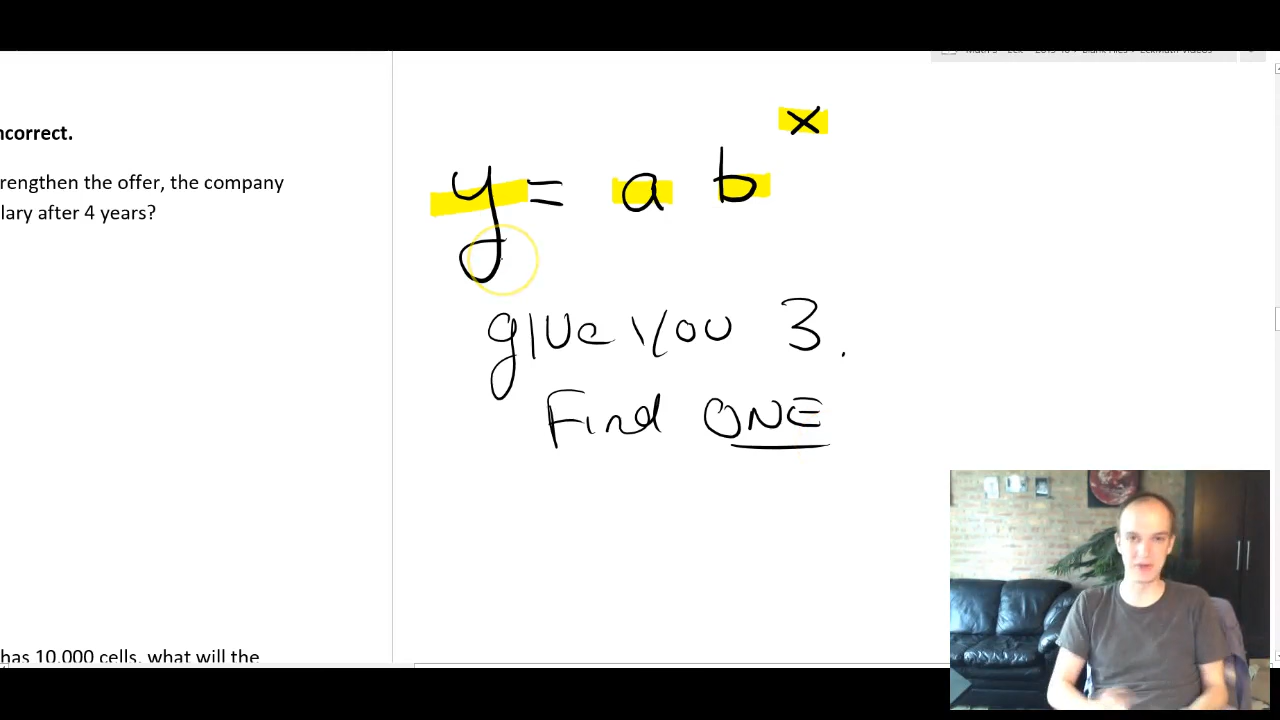 ncorrect.
rengthen the offer, the company
lary after 4 years?
y = a b^x
give you 3.
Find ONE
has 10,000 cells, what will the